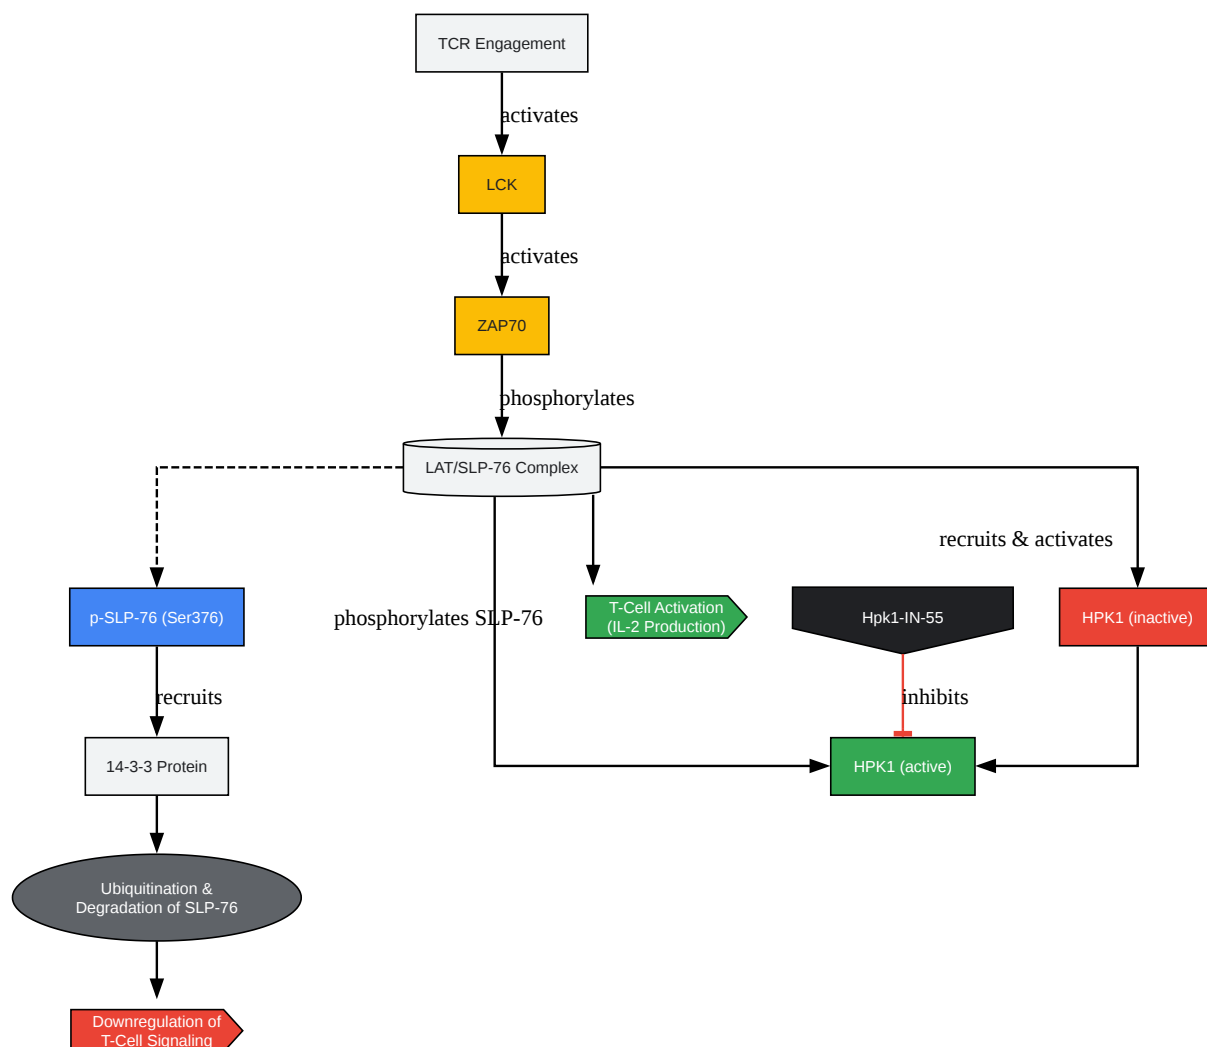 TCR Engagement
activates
LCK
activates
ZAP70
phosphorylates
LAT/SLP-76 Complex
recruits & activates
p-SLP-76 (Ser376)
phosphorylates SLP-76
T-Cell Activation
(IL-2 Production)
Hpk1-IN-55
HPK1 (inactive)
recruits
inhibits
14-3-3 Protein
HPK1 (active)
Ubiquitination &
Degradation of SLP-76
Downregulation of
T-Cell Signaling